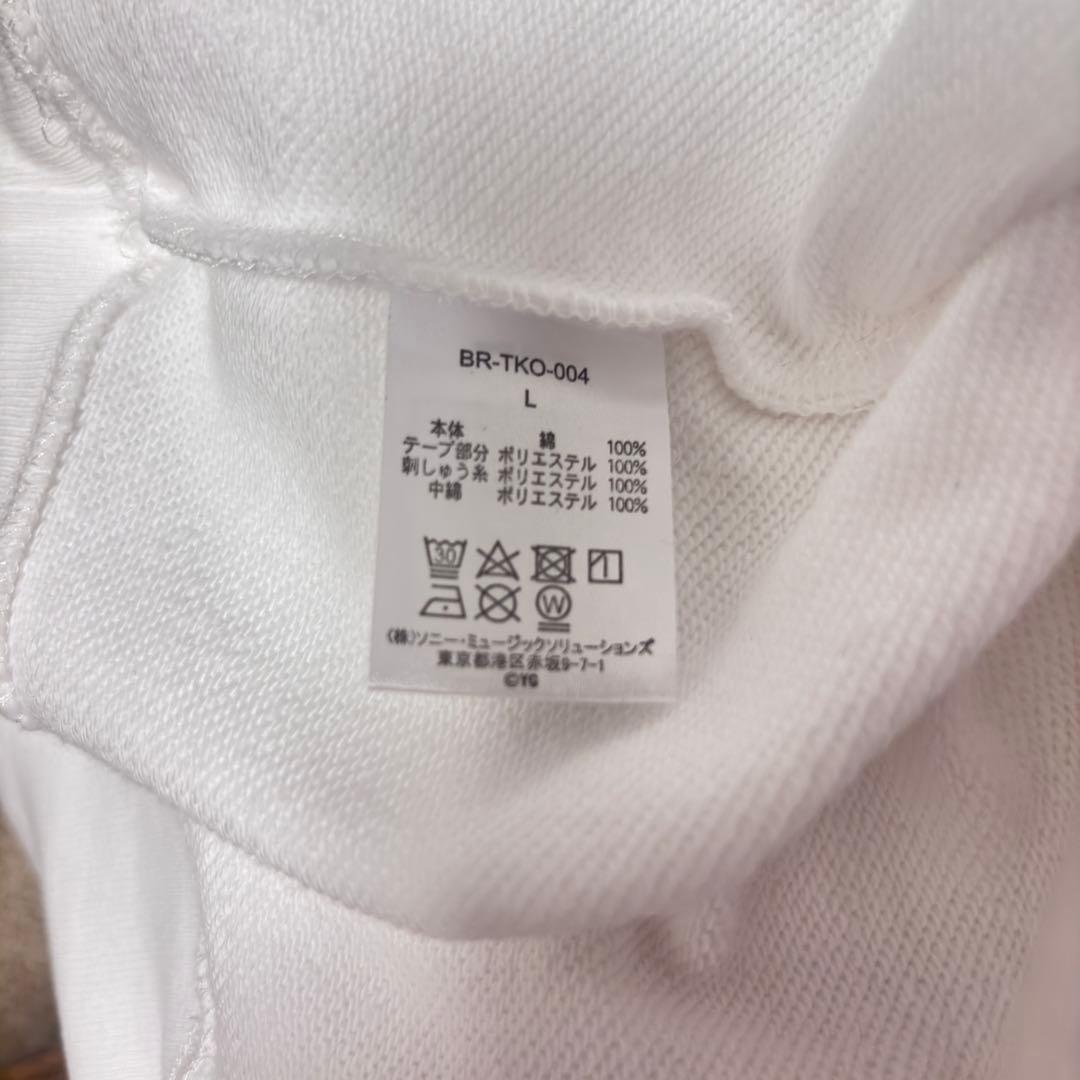 BR-TKO-004
L
本体 綿 100%
テープ部分 ポリエステル 100%
刺しゅう糸 ポリエステル 100%
中綿 ポリエステル 100%
30
W
(株)ソニー・ミュージックソリューションズ
東京都港区赤坂9-7-1
©YG